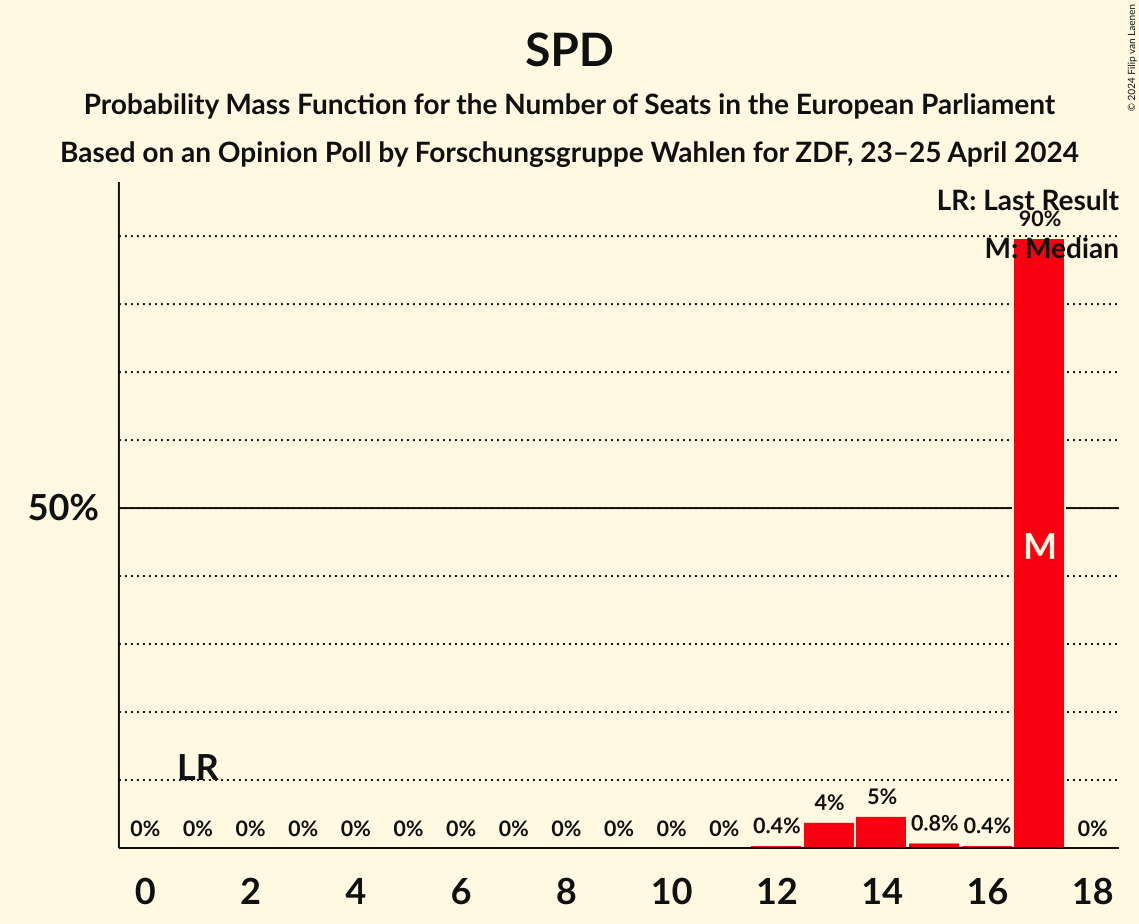 SPD
Probability Mass Function for the Number of Seats in the European Parliament
Based on an Opinion Poll by Forschungsgruppe Wahlen for ZDF, 23–25 April 2024
© 2024 Filip van Laenen
LR: Last Result
90%
M: Median
50%
M
LR
0% 0% 0% 0% 0% 0% 0% 0% 0% 0% 0% 0% 0.4% 4% 5% 0.8% 0.4% 0%
0 2 4 6 8 10 12 14 16 18